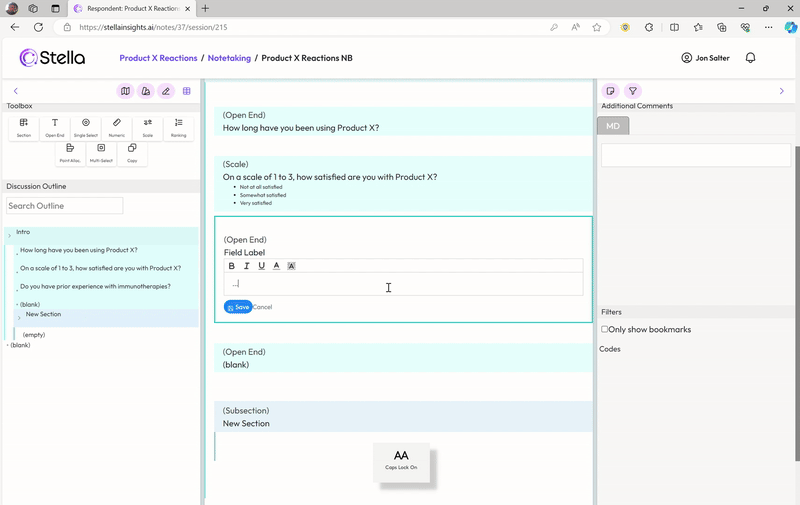 Respondent: Product X Reactions
https://stellainsights.ai/notes/37/session/215
Stella
Product X Reactions / Notetaking / Product X Reactions NB
Jon Salter
Toolbox
Section
Open End
Single Select
Numeric
Scale
Ranking
Point Alloc.
Multi-Select
Copy
Discussion Outline
Search Outline
Intro
How long have you been using Product X?
On a scale of 1 to 3, how satisfied are you with Product X?
Do you have prior experience with immunotherapies?
(blank)
New Section
(empty)
(blank)
(Open End)
How long have you been using Product X?
(Scale)
On a scale of 1 to 3, how satisfied are you with Product X?
Not at all satisfied
Somewhat satisfied
Very satisfied
(Open End)
Field Label
B I U A A
...
Save Cancel
(Open End)
(blank)
(Subsection)
New Section
AA
Caps Lock On
Additional Comments
MD
Filters
Only show bookmarks
Codes